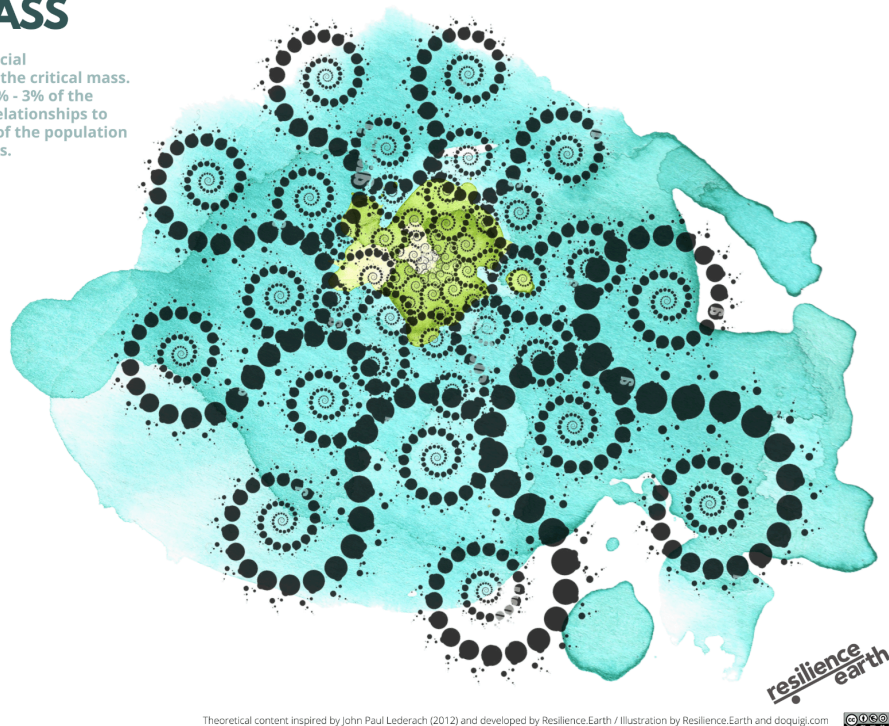 ASS
cial
the critical mass.
% - 3% of the
elationships to
of the population
s.
resilience
earth
Theoretical content inspired by John Paul Lederach (2012) and developed by Resilience.Earth / Illustration by Resilience.Earth and doquigi.com